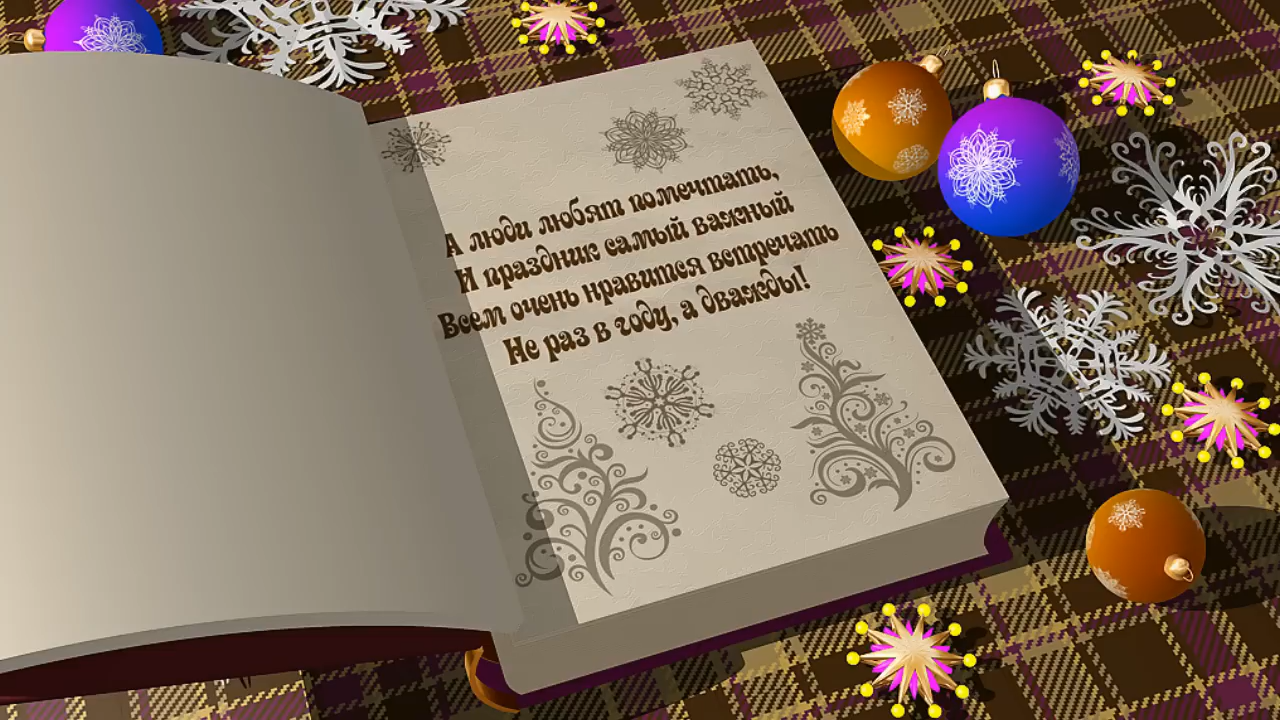 А люди любят помечтать,
И праздник самый важный
Всем очень нравится встречать
Не раз в году, а дважды!